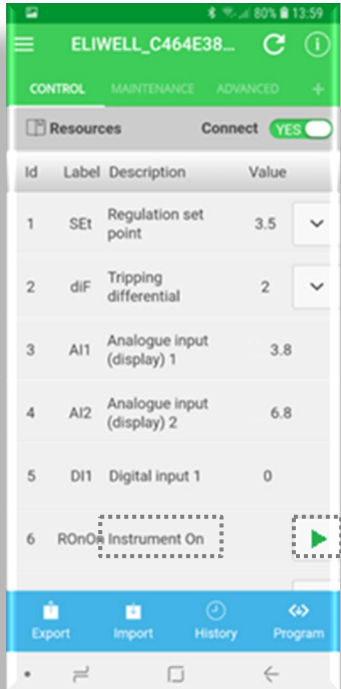 80% 13:59
ELIWELL_C464E38...
CONTROL MAINTENANCE ADVANCED +
Resources Connect YES
Id Label Description Value
1 SEt Regulation set point 3.5
2 diF Tripping differential 2
3 AI1 Analogue input (display) 1 3.8
4 AI2 Analogue input (display) 2 6.8
5 DI1 Digital input 1 0
6 ROnOn Instrument On
Export Import History Program